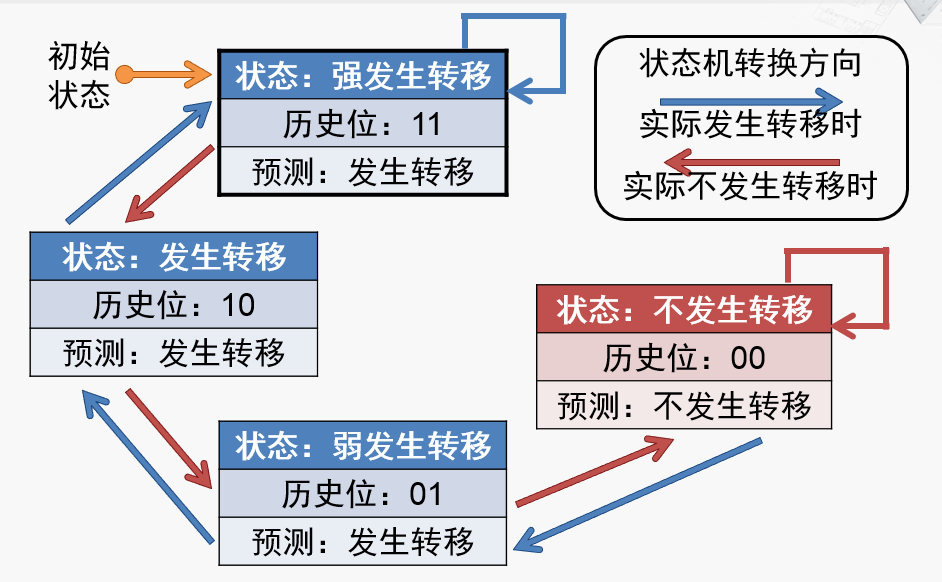 初始
状态
状态：强发生转移
历史位：11
预测：发生转移
状态机转换方向
实际发生转移时
实际不发生转移时
状态：发生转移
历史位：10
预测：发生转移
状态：不发生转移
历史位：00
预测：不发生转移
状态：弱发生转移
历史位：01
预测：发生转移